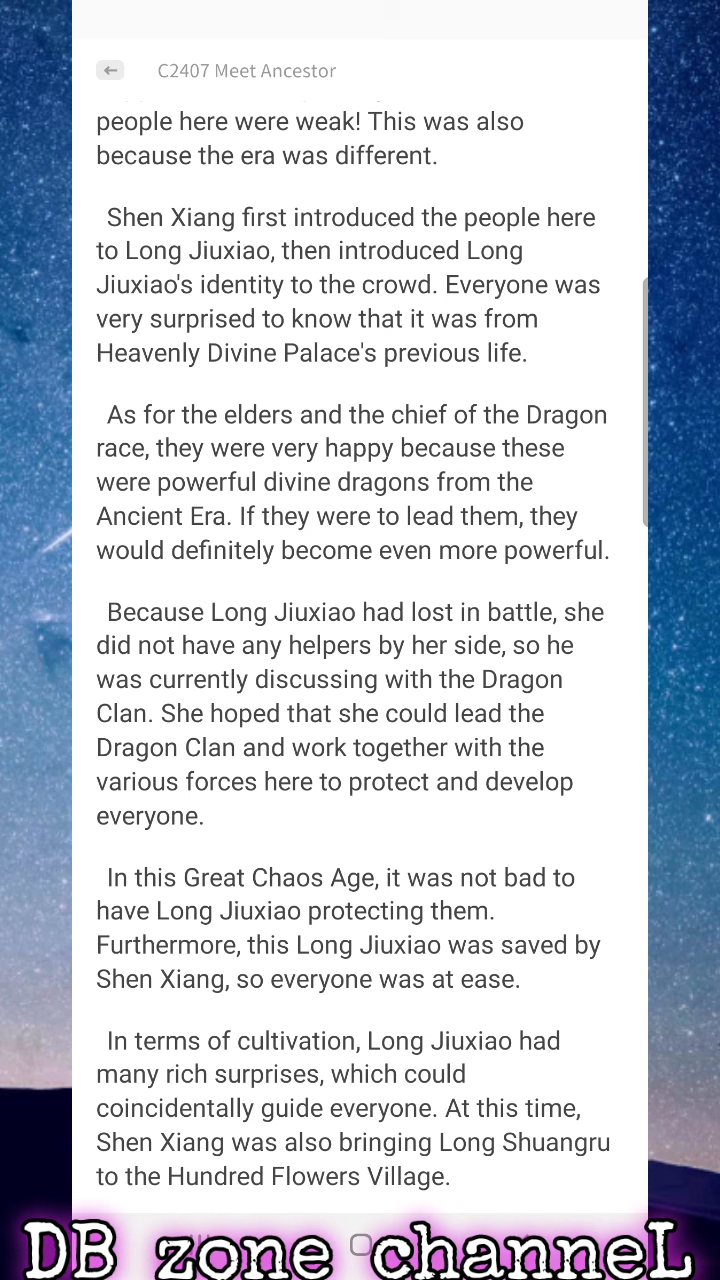 C2407 Meet Ancestor
people here were weak! This was also
because the era was different.
Shen Xiang first introduced the people here
to Long Jiuxiao, then introduced Long
Jiuxiao's identity to the crowd. Everyone was
very surprised to know that it was from
Heavenly Divine Palace's previous life.
As for the elders and the chief of the Dragon
race, they were very happy because these
were powerful divine dragons from the
Ancient Era. If they were to lead them, they
would definitely become even more powerful.
Because Long Jiuxiao had lost in battle, she
did not have any helpers by her side, so he
was currently discussing with the Dragon
Clan. She hoped that she could lead the
Dragon Clan and work together with the
various forces here to protect and develop
everyone.
In this Great Chaos Age, it was not bad to
have Long Jiuxiao protecting them.
Furthermore, this Long Jiuxiao was saved by
Shen Xiang, so everyone was at ease.
In terms of cultivation, Long Jiuxiao had
many rich surprises, which could
coincidentally guide everyone. At this time,
Shen Xiang was also bringing Long Shuangru
to the Hundred Flowers Village.
DB zone channeL